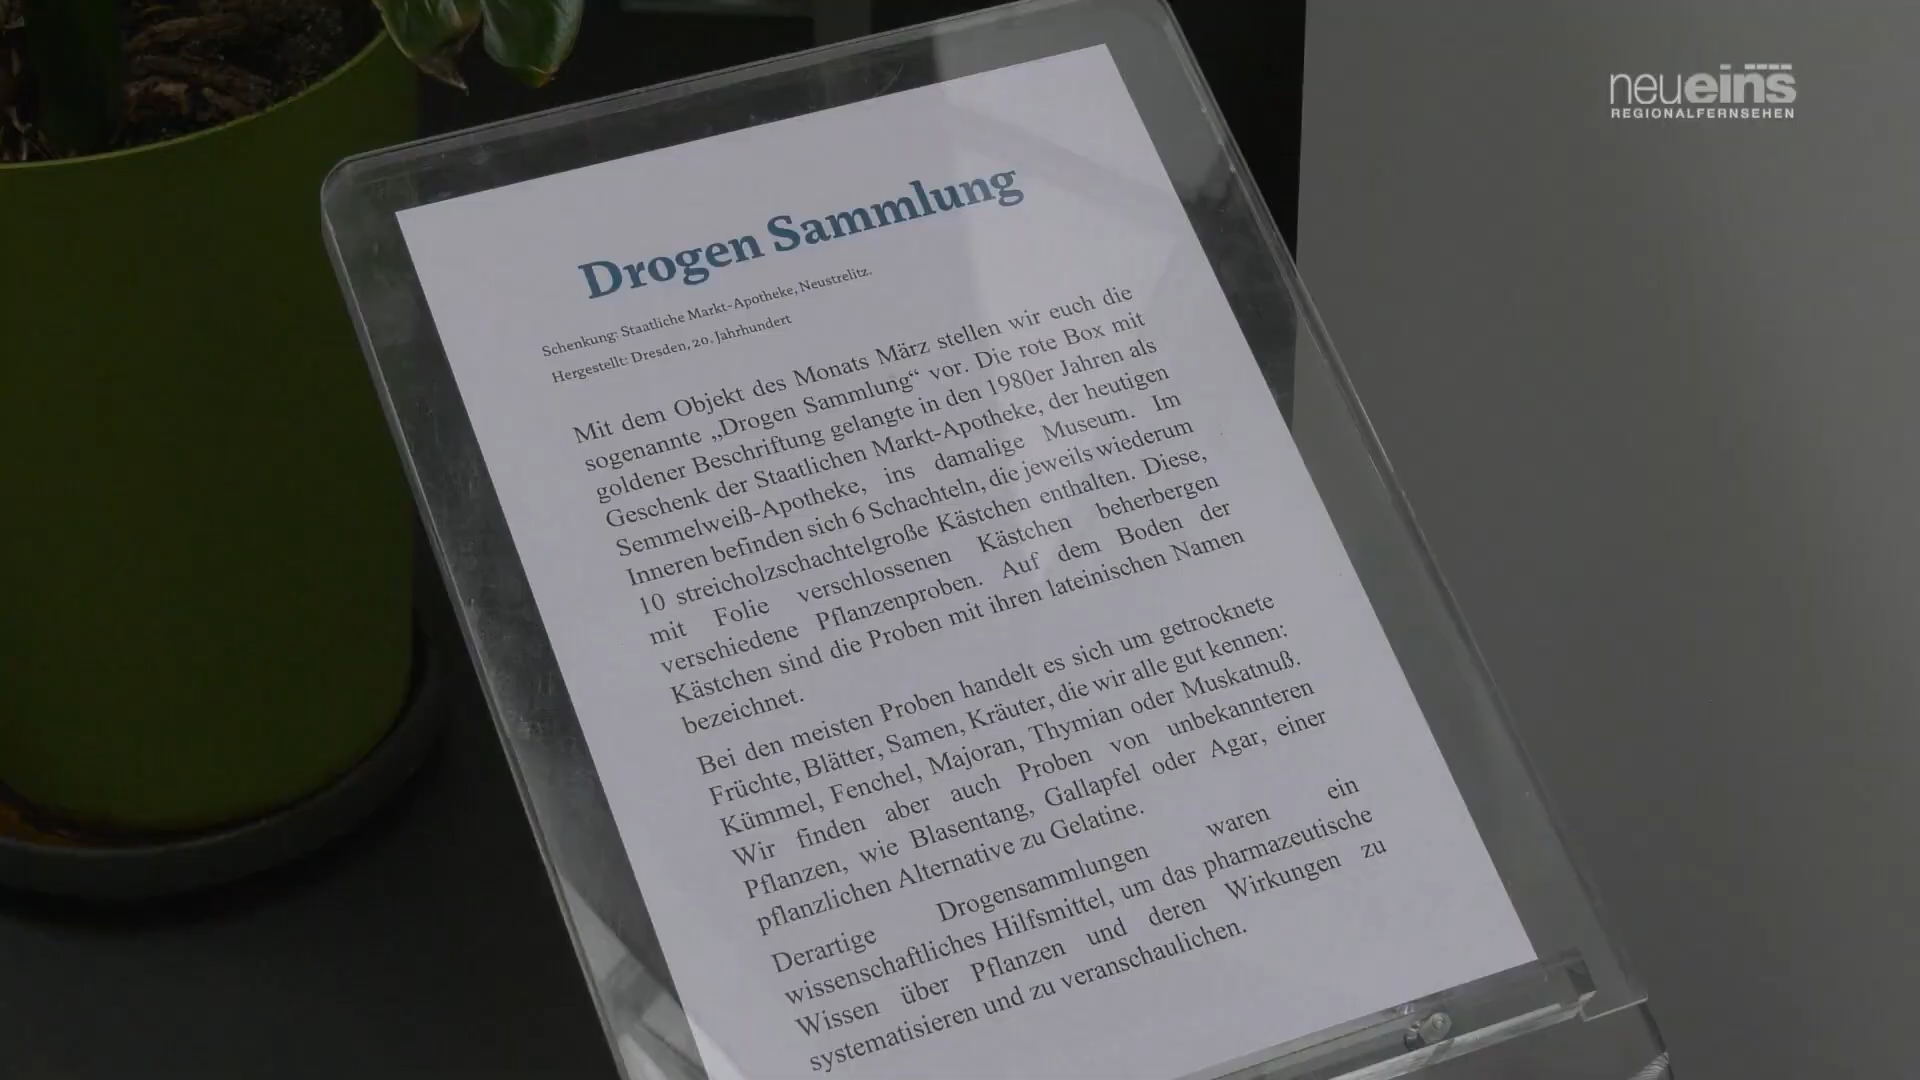 neueins
REGIONALFERNSEHEN
Drogen Sammlung
Schenkung: Staatliche Markt-Apotheke, Neustrelitz.
Hergestellt: Dresden, 20. Jahrhundert
Mit dem Objekt des Monats März stellen wir euch die
sogenannte „Drogen Sammlung“ vor. Die rote Box mit
goldener Beschriftung gelangte in den 1980er Jahren als
Geschenk der Staatlichen Markt-Apotheke, der heutigen
Semmelweiß-Apotheke, ins damalige Museum. Im
Inneren befinden sich 6 Schachteln, die jeweils wiederum
10 streicholzschachtelgroße Kästchen enthalten. Diese,
mit Folie verschlossenen Kästchen beherbergen
verschiedene Pflanzenproben. Auf dem Boden der
Kästchen sind die Proben mit ihren lateinischen Namen
bezeichnet.
Bei den meisten Proben handelt es sich um getrocknete
Früchte, Blätter, Samen, Kräuter, die wir alle gut kennen:
Kümmel, Fenchel, Majoran, Thymian oder Muskatnuß.
Wir finden aber auch Proben von unbekannteren
Pflanzen, wie Blasentang, Gallapfel oder Agar, einer
pflanzlichen Alternative zu Gelatine.
Derartige Drogensammlungen waren ein
wissenschaftliches Hilfsmittel, um das pharmazeutische
Wissen über Pflanzen und deren Wirkungen zu
systematisieren und zu veranschaulichen.